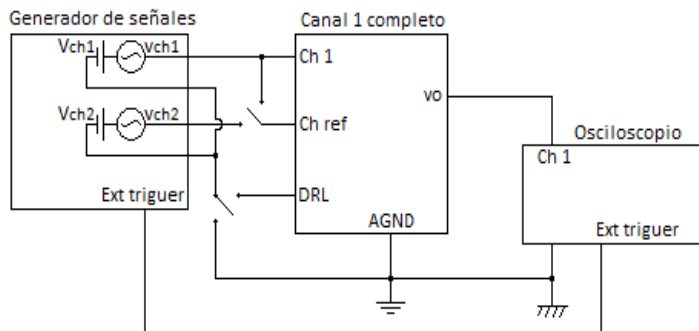 Generador de señales
Canal 1 completo
Vch1
vch1
Ch 1
Vch2
vch2
Ch ref
vo
Osciloscopio
Ch 1
Ext triguer
DRL
AGND
Ext triguer